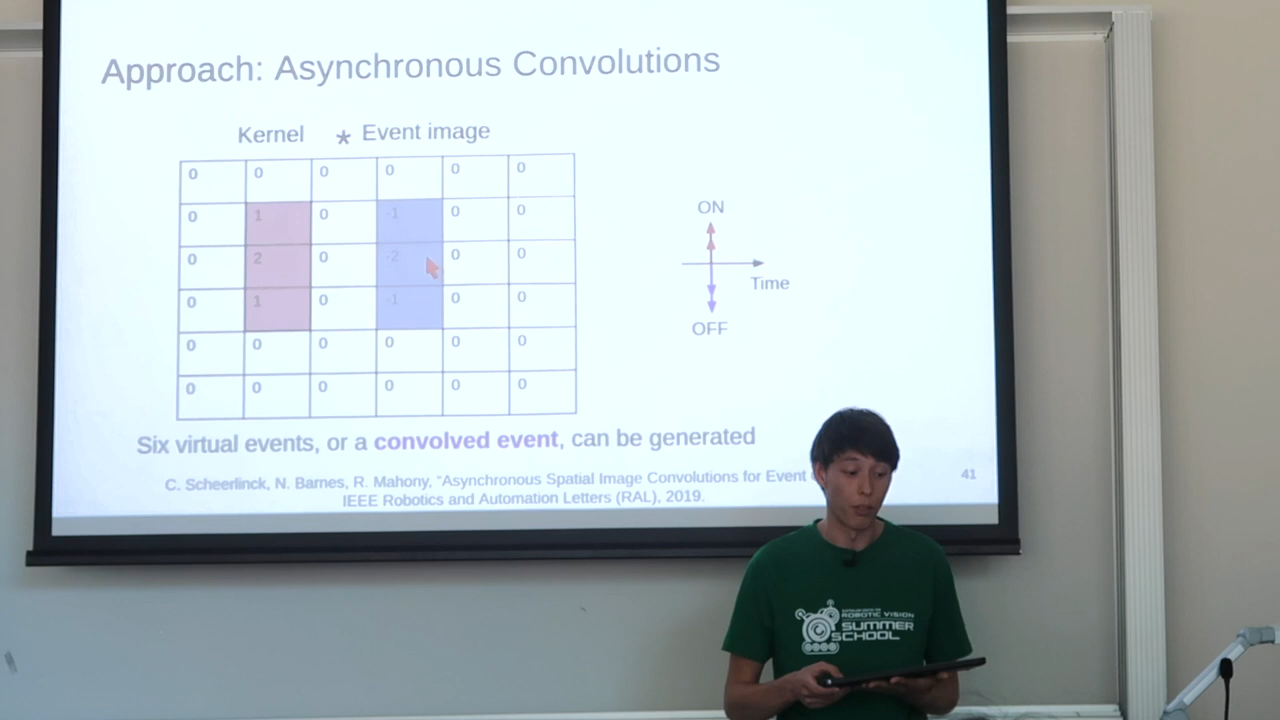 Approach: Asynchronous Convolutions
Kernel * Event image
0 0 0 0 0 0
0 1 0 -1 0 0
0 2 0 -2 0 0
0 1 0 -1 0 0
0 0 0 0 0 0
0 0 0 0 0 0
ON
Time
OFF
Six virtual events, or a convolved event, can be generated
C. Scheerlinck, N. Barnes, R. Mahony, “Asynchronous Spatial Image Convolutions for Event
IEEE Robotics and Automation Letters (RAL), 2019.
41
ROBOTIC VISION
SUMMER
SCHOOL